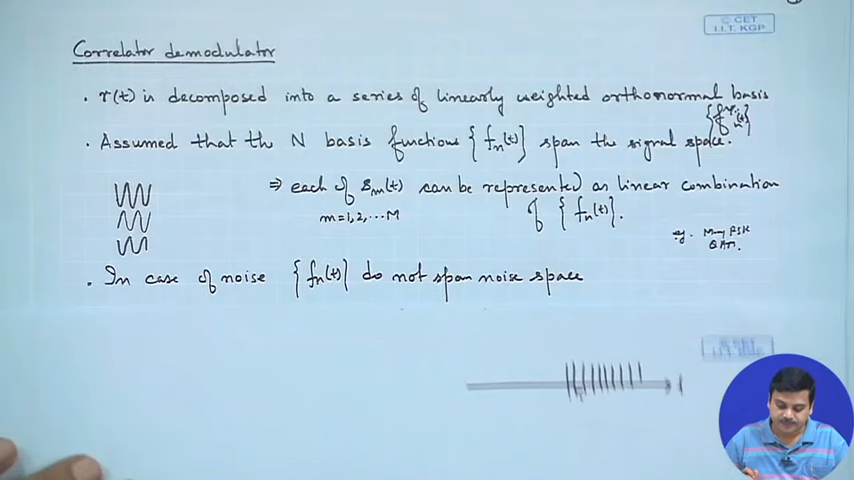 © CET
I.I.T. KGP
Correlator demodulator
. r(t) is decomposed into a series of linearly weighted orthonormal basis
. Assumed that the N basis functions {fn(t)} span the signal space.
⇒ each of sm(t) can be represented as linear combination
m=1,2,...M
of {fn(t)}.
eg. M-ary FSK
QAM.
. In case of noise {fn(t)} do not span noise space